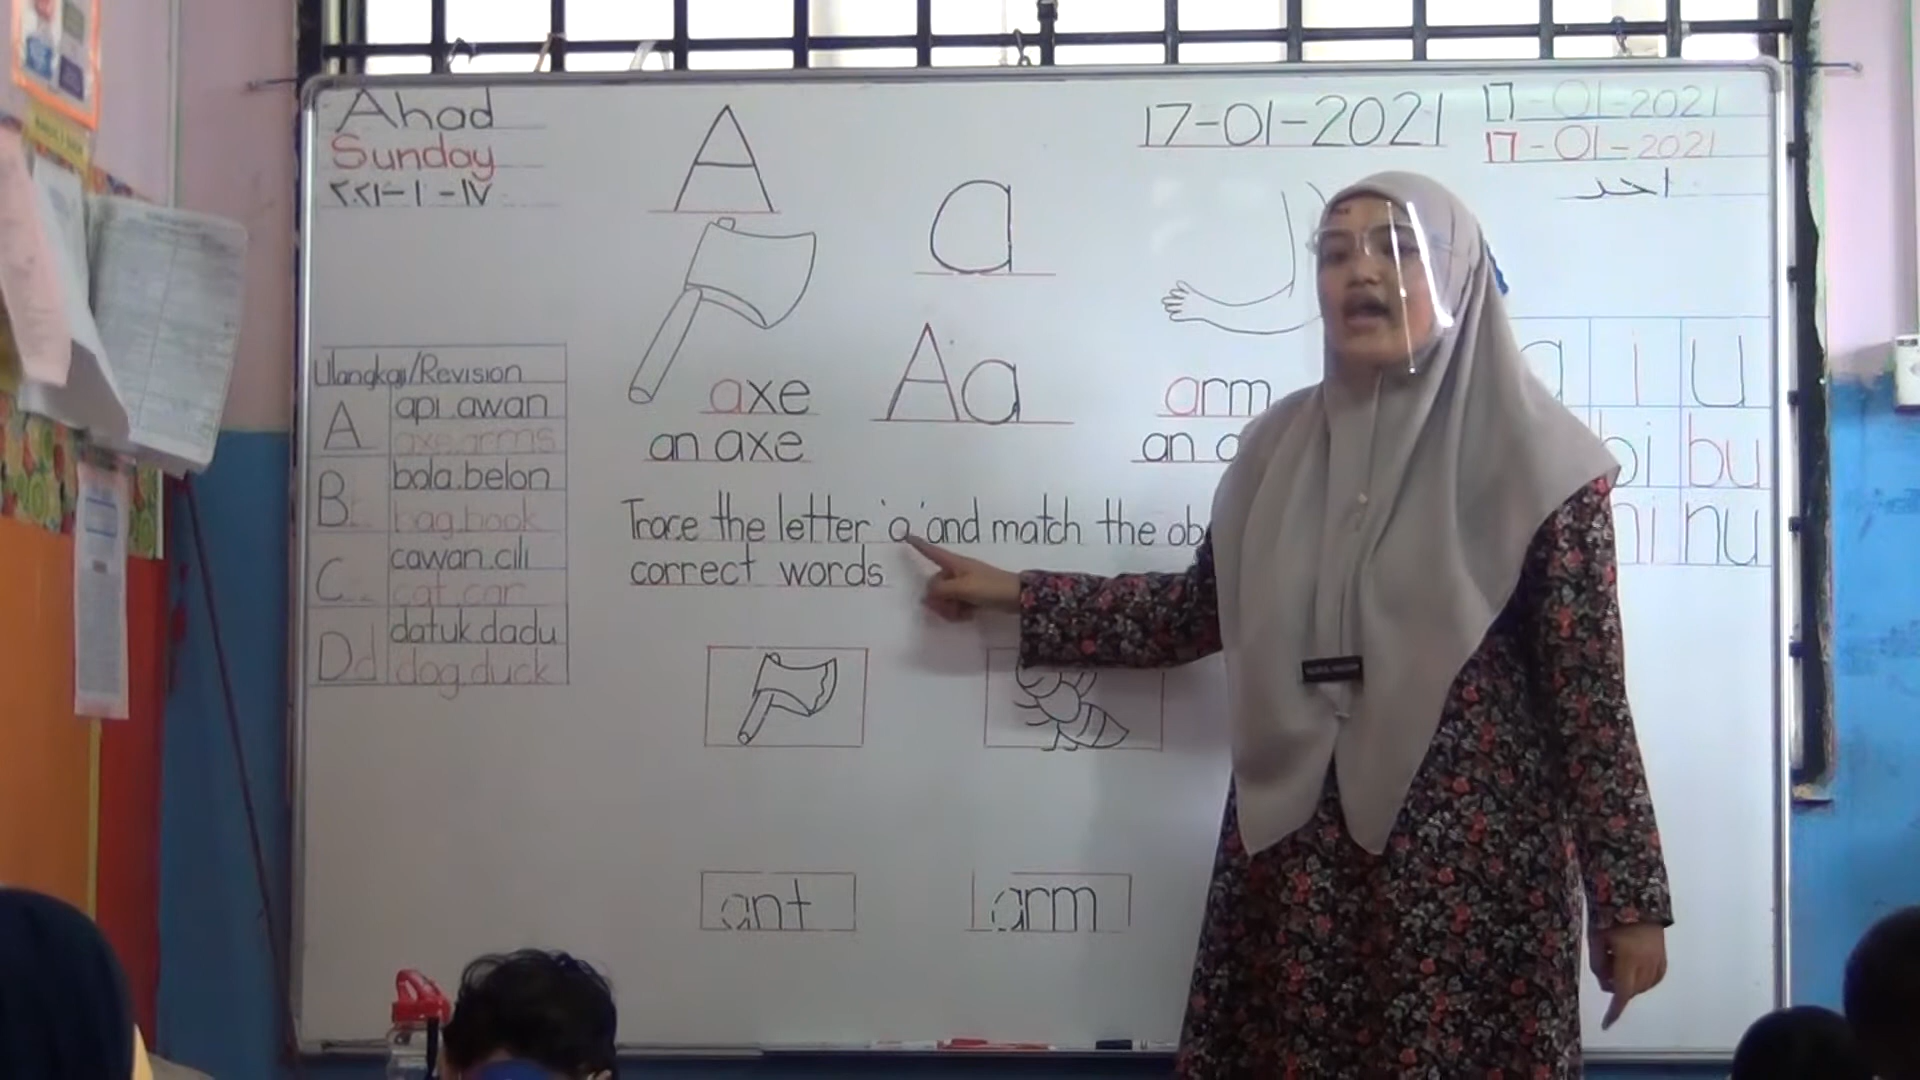 Ahad
Sunday
٢٠٢١-١-١٧
A
a
Aa
17-01-2021
17-01-2021
17-01-2021
احد
Ulangkaji/Revision
A
api.awan
axe.arms
B
bola.belon
bag.book
C
cawan.cili
cat.car
Dd
datuk.dadu
dog.duck
axe
an axe
arm
an a
a i u
bi bu
ni nu
Trace the letter 'a' and match the ob
correct words
ant
arm